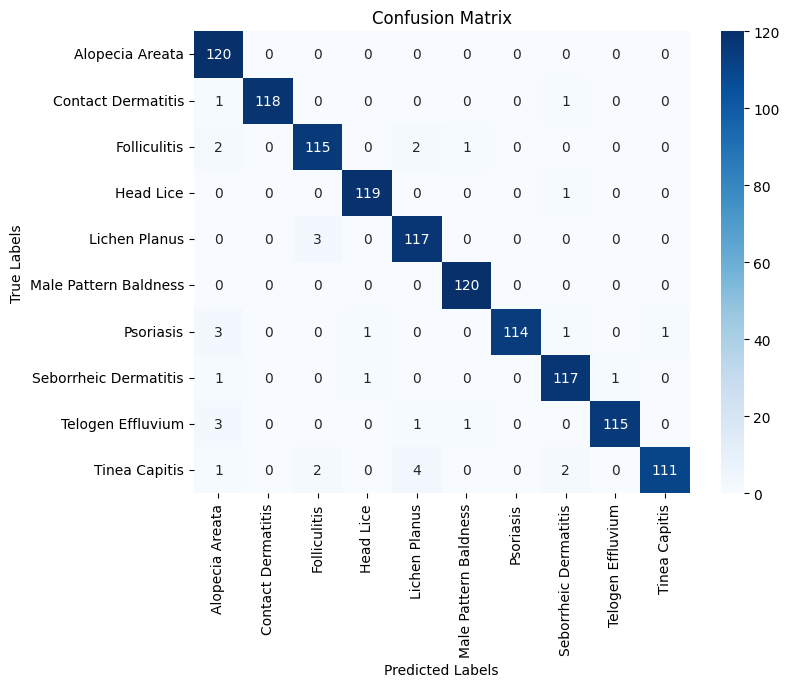 Confusion Matrix
True Labels
Alopecia Areata 120 0 0 0 0 0 0 0 0 0
Contact Dermatitis 1 118 0 0 0 0 0 1 0 0
Folliculitis 2 0 115 0 2 1 0 0 0 0
Head Lice 0 0 0 119 0 0 0 1 0 0
Lichen Planus 0 0 3 0 117 0 0 0 0 0
Male Pattern Baldness 0 0 0 0 0 120 0 0 0 0
Psoriasis 3 0 0 1 0 0 114 1 0 1
Seborrheic Dermatitis 1 0 0 1 0 0 0 117 1 0
Telogen Effluvium 3 0 0 0 1 1 0 0 115 0
Tinea Capitis 1 0 2 0 4 0 0 2 0 111
Alopecia Areata
Contact Dermatitis
Folliculitis
Head Lice
Lichen Planus
Male Pattern Baldness
Psoriasis
Seborrheic Dermatitis
Telogen Effluvium
Tinea Capitis
Predicted Labels
120
100
80
60
40
20
0